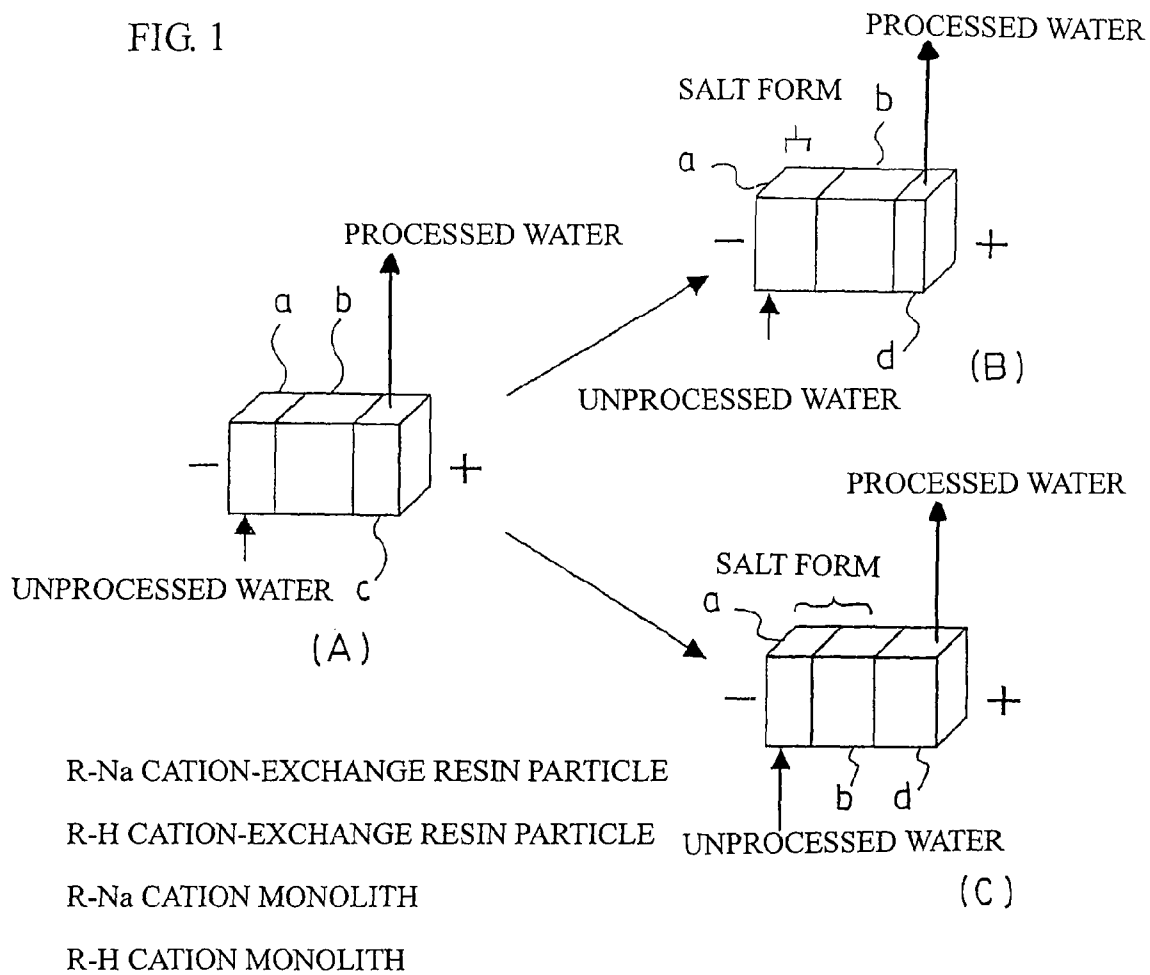 FIG. 1
PROCESSED WATER
SALT FORM
b
a
- +
d
(B)
UNPROCESSED WATER
PROCESSED WATER
a b
- +
UNPROCESSED WATER c
(A)
PROCESSED WATER
SALT FORM
a
- +
b d
UNPROCESSED WATER
(C)
R-Na CATION-EXCHANGE RESIN PARTICLE
R-H CATION-EXCHANGE RESIN PARTICLE
R-Na CATION MONOLITH
R-H CATION MONOLITH